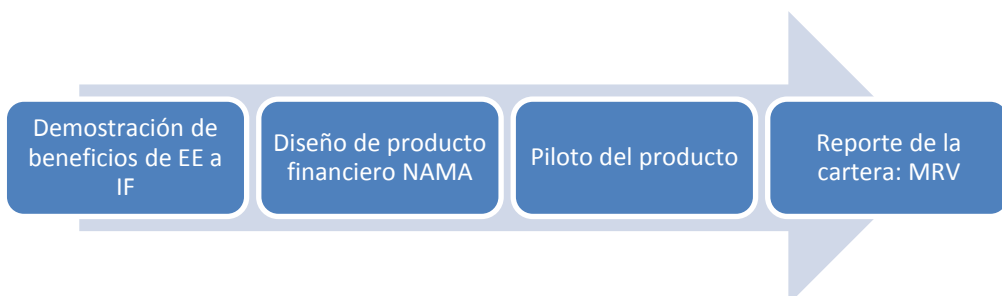 Demostración de
beneficios de EE a
IF
Diseño de producto
financiero NAMA
Piloto del producto
Reporte de la
cartera: MRV